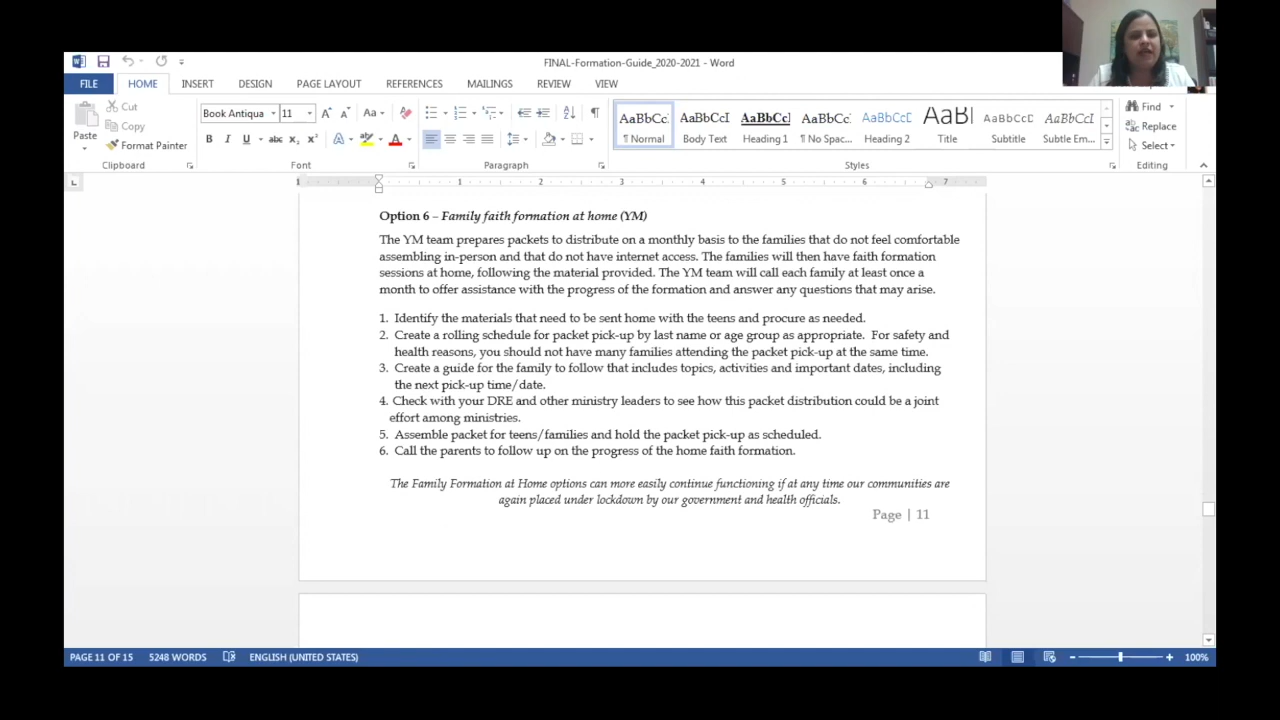 FINAL-Formation-Guide_2020-2021 - Word
FILE HOME INSERT DESIGN PAGE LAYOUT REFERENCES MAILINGS REVIEW VIEW
Cut
Copy
Format Painter
Paste
Clipboard
Book Antiqua 11
Font
Paragraph
AaBbCc AaBbCcI AaBbCc AaBbCc AaBbCcI AaBl AaBbCcD AaBbCcI
¶ Normal Body Text Heading 1 ¶ No Spac... Heading 2 Title Subtitle Subtle Em...
Styles
Find
Replace
Select
Editing
1 1 2 3 4 5 6 7
Option 6 – Family faith formation at home (YM)
The YM team prepares packets to distribute on a monthly basis to the families that do not feel comfortable
assembling in-person and that do not have internet access. The families will then have faith formation
sessions at home, following the material provided. The YM team will call each family at least once a
month to offer assistance with the progress of the formation and answer any questions that may arise.
1. Identify the materials that need to be sent home with the teens and procure as needed.
2. Create a rolling schedule for packet pick-up by last name or age group as appropriate. For safety and
health reasons, you should not have many families attending the packet pick-up at the same time.
3. Create a guide for the family to follow that includes topics, activities and important dates, including
the next pick-up time/date.
4. Check with your DRE and other ministry leaders to see how this packet distribution could be a joint
effort among ministries.
5. Assemble packet for teens/families and hold the packet pick-up as scheduled.
6. Call the parents to follow up on the progress of the home faith formation.
The Family Formation at Home options can more easily continue functioning if at any time our communities are
again placed under lockdown by our government and health officials.
Page | 11
PAGE 11 OF 15 5248 WORDS ENGLISH (UNITED STATES) 100%